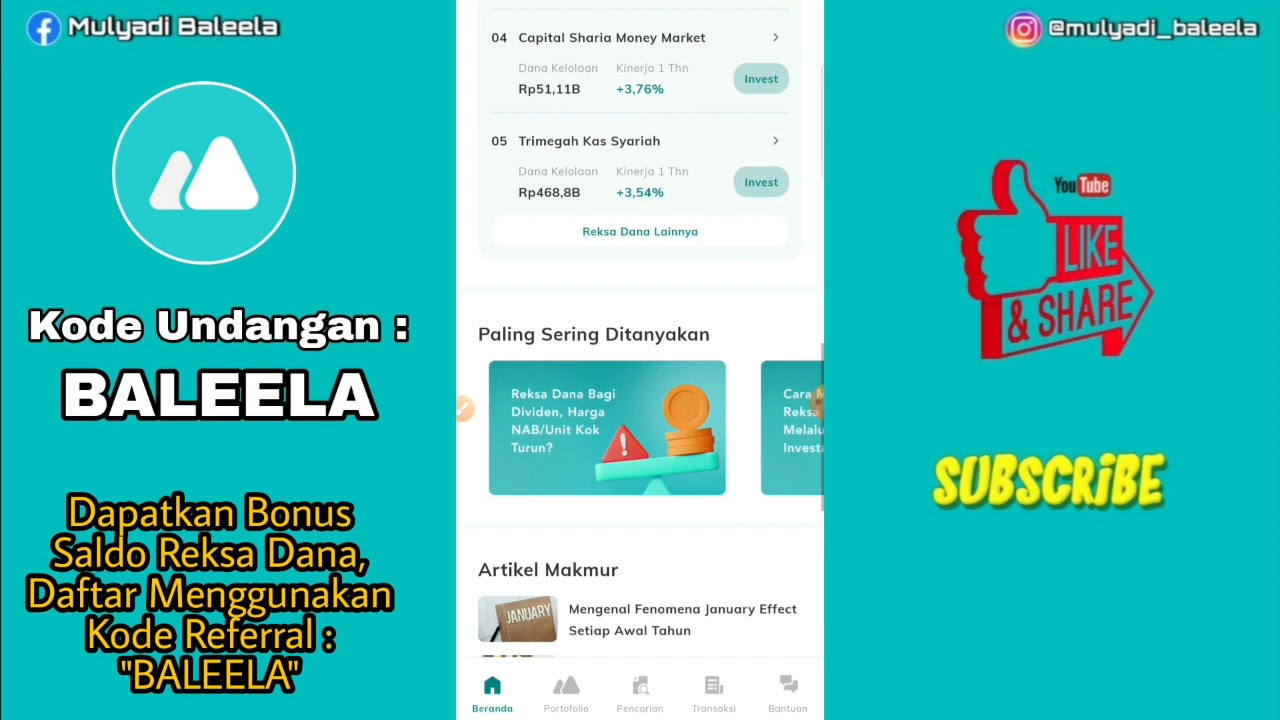 Mulyadi Baleela
Kode Undangan :
BALEELA
Dapatkan Bonus
Saldo Reksa Dana,
Daftar Menggunakan
Kode Referral :
"BALEELA"
04 Capital Sharia Money Market
Dana Kelolaan Kinerja 1 Thn
Rp51,11B +3,76% Invest
05 Trimegah Kas Syariah
Dana Kelolaan Kinerja 1 Thn
Rp468,8B +3,54% Invest
Reksa Dana Lainnya
Paling Sering Ditanyakan
Reksa Dana Bagi
Dividen, Harga
NAB/Unit Kok
Turun?
Cara
Reksa
Melalu
Investa
Artikel Makmur
JANUARY
Mengenal Fenomena January Effect
Setiap Awal Tahun
Beranda Portofolio Pencarian Transaksi Bantuan
@mulyadi_baleela
YouTube
LIKE
& SHARE
SUBSCRIBE